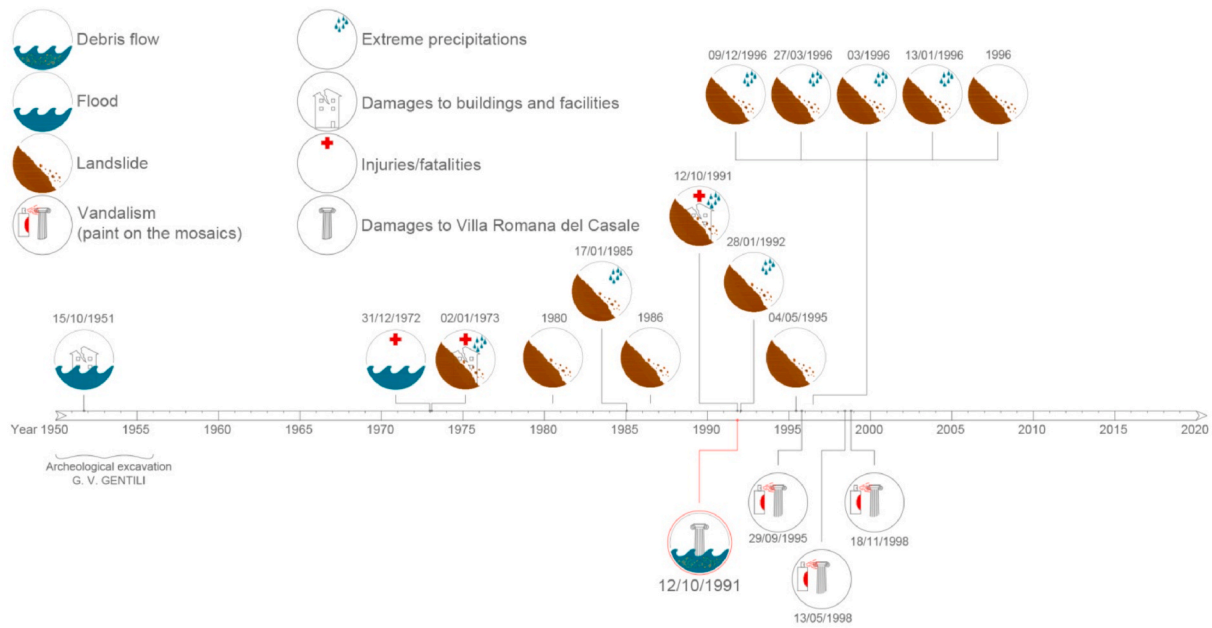 Debris flow
Extreme precipitations
Flood
Damages to buildings and facilities
Landslide
Injuries/fatalities
Vandalism
(paint on the mosaics)
Damages to Villa Romana del Casale
09/12/1996 27/03/1996 03/1996 13/01/1996 1996
12/10/1991
17/01/1985
28/01/1992
15/10/1951
31/12/1972 02/01/1973 1980 1986 04/05/1995
Year 1950 1955 1960 1965 1970 1975 1980 1985 1990 1995 2000 2005 2010 2015 2020
Archeological excavation
G. V. GENTILI
29/09/1995
18/11/1998
12/10/1991
13/05/1998